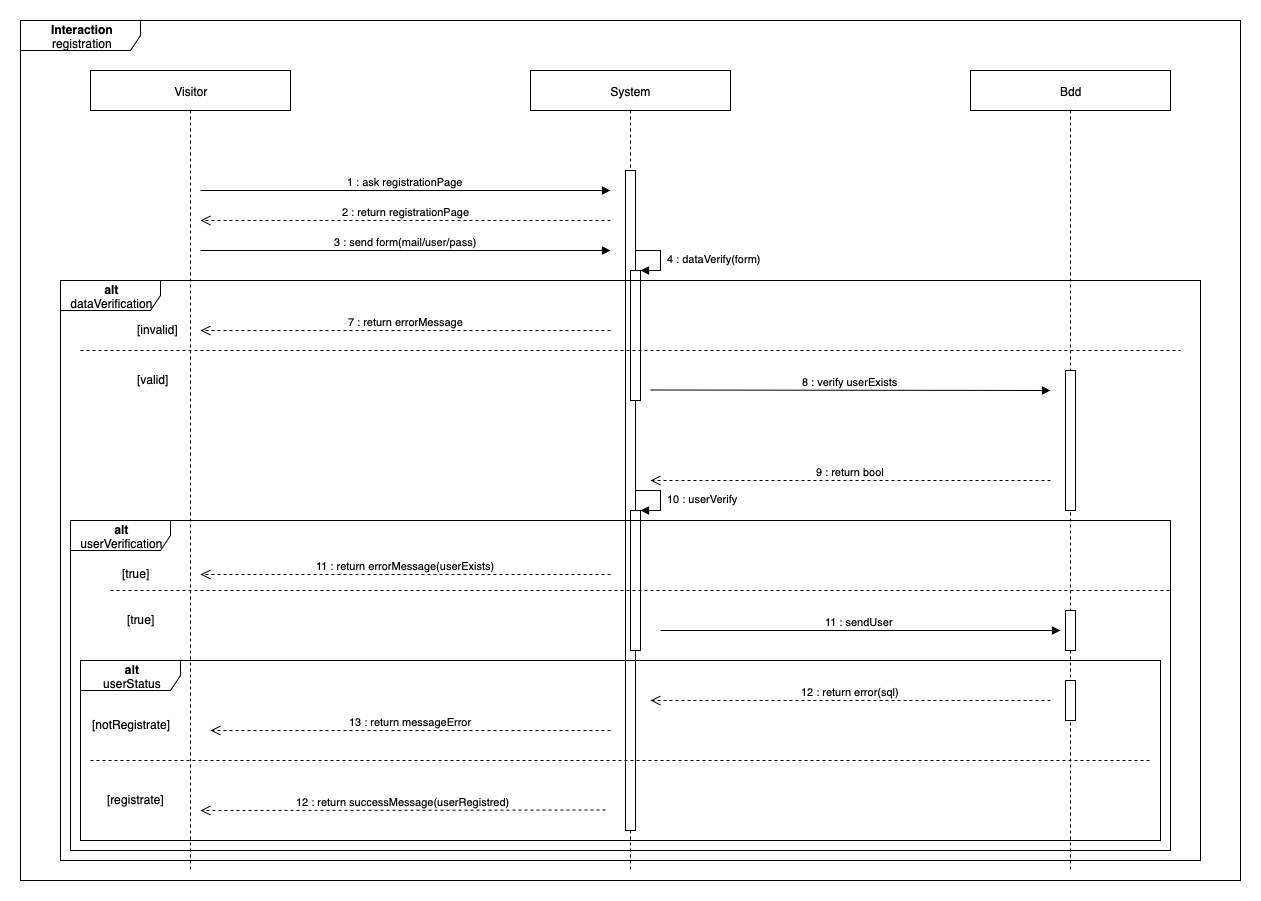 Interaction
registration
Visitor
System
Bdd
1 : ask registrationPage
2 : return registrationPage
3 : send form(mail/user/pass)
4 : dataVerify(form)
alt
dataVerification
7 : return errorMessage
[invalid]
[valid]
8 : verify userExists
9 : return bool
10 : userVerify
alt
userVerification
11 : return errorMessage(userExists)
[true]
[true]
11 : sendUser
alt
userStatus
12 : return error(sql)
13 : return messageError
[notRegistrate]
[registrate]
12 : return successMessage(userRegistred)